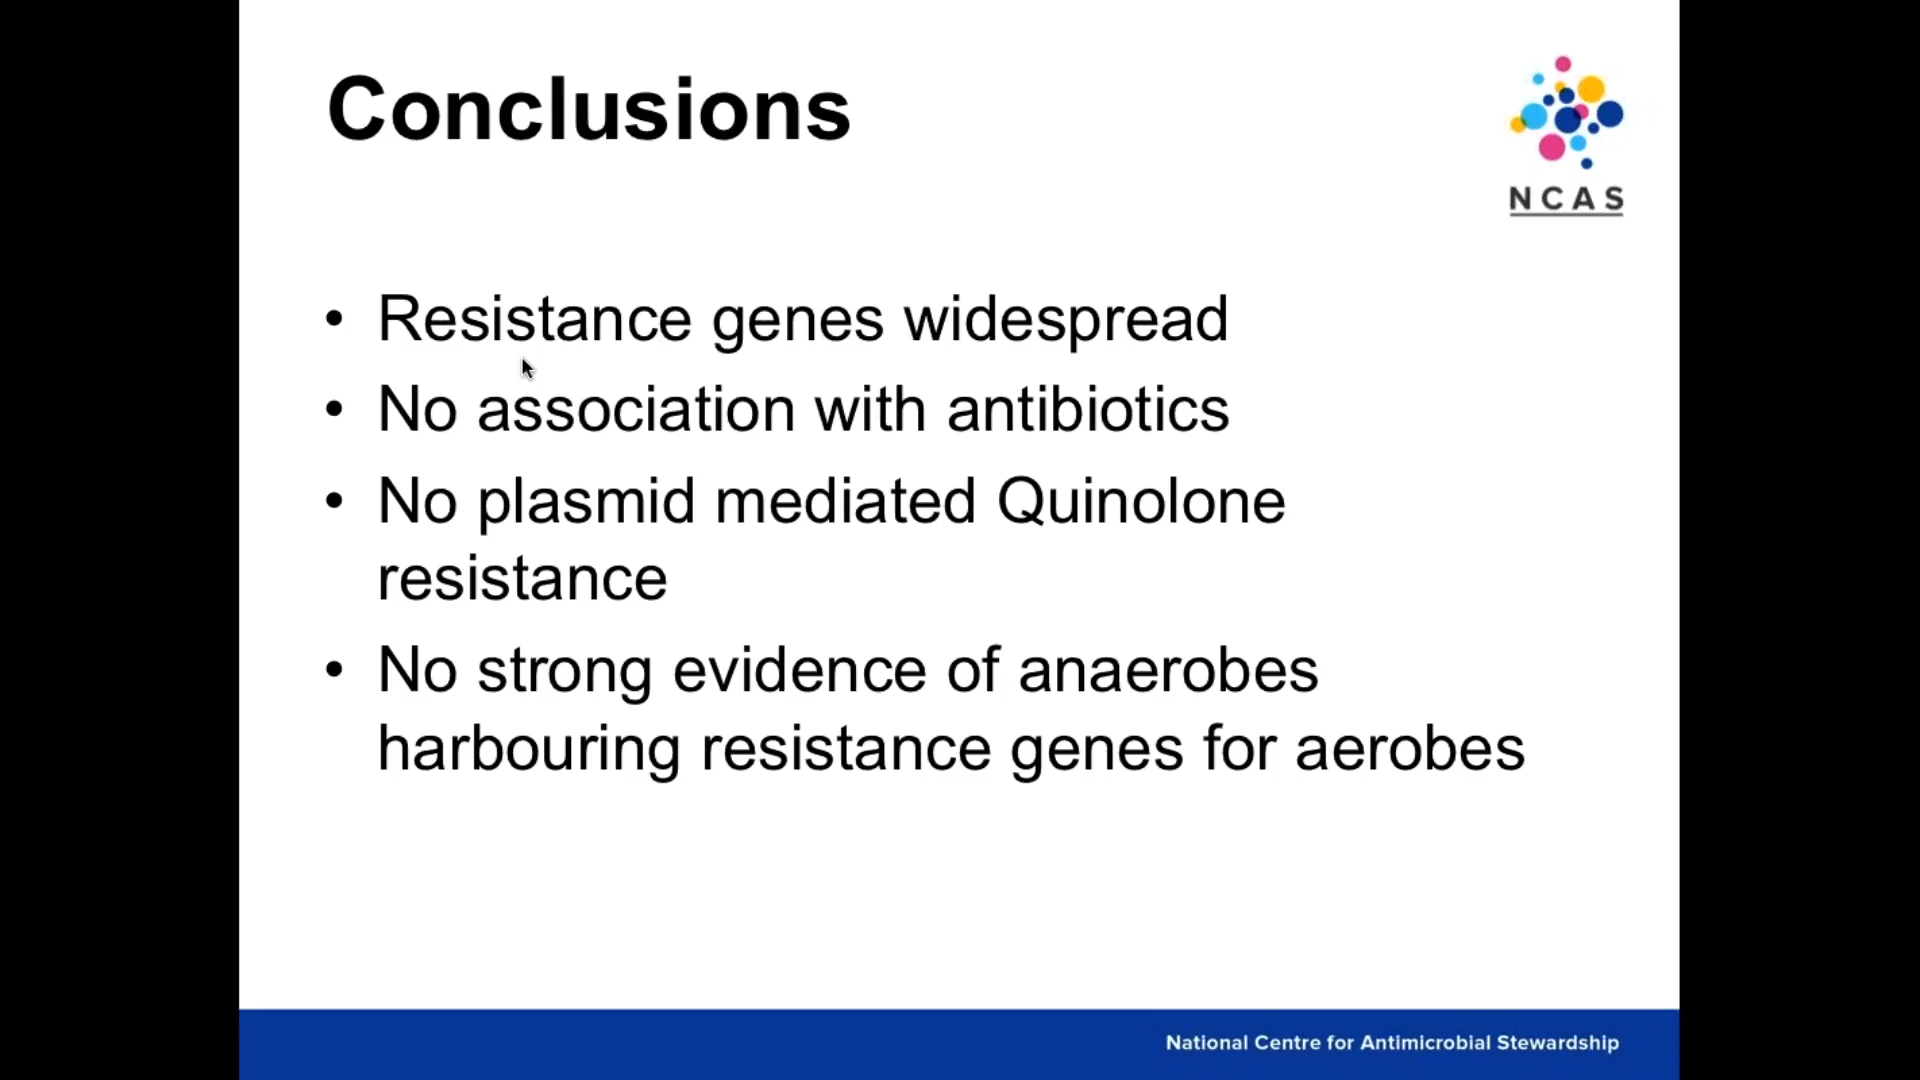 Conclusions
NCAS
• Resistance genes widespread
• No association with antibiotics
• No plasmid mediated Quinolone
resistance
• No strong evidence of anaerobes
harbouring resistance genes for aerobes
National Centre for Antimicrobial Stewardship